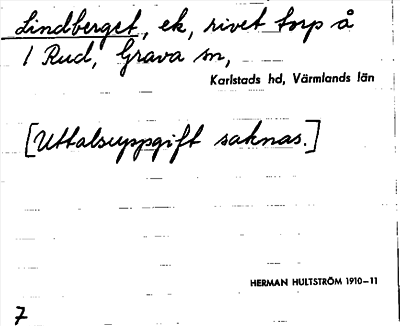 Lindberget, ek, rivet torp å
1 Rud, Grava sn,
Karlstads hd, Värmlands län
[Uttalsuppgift saknas.]
HERMAN HULTSTRÖM 1910–11
7